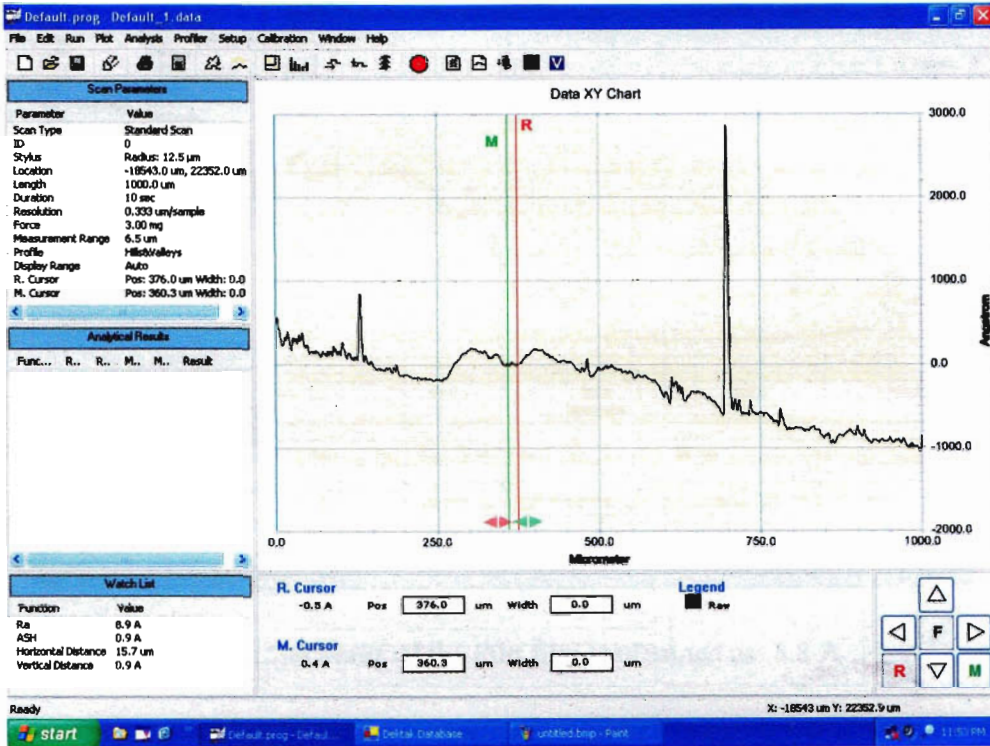 Default.prog Default_1.data
File Edit Run Plot Analysis Profiler Setup Calibration Window Help
Scan Parameters
Parameter Value
Scan Type Standard Scan
ID 0
Stylus Radius: 12.5 µm
Location -18543.0 um, 22352.0 um
Length 1000.0 um
Duration 10 sec
Resolution 0.333 um/sample
Force 3.00 mg
Measurement Range 6.5 um
Profile Hills&Valleys
Display Range Auto
R. Cursor Pos: 376.0 um Width: 0.0
M. Cursor Pos: 360.3 um Width: 0.0
Analytical Results
Func... R.. R.. M.. M.. Result
Watch List
Function Value
Ra 8.9 A
ASH 0.9 A
Horizontal Distance 15.7 um
Vertical Distance 0.9 A
Data XY Chart
M
R
3000.0
2000.0
1000.0
0.0
-1000.0
-2000.0
Angstrom
0.0 250.0 500.0 750.0 1000.0
Micrometer
R. Cursor
-0.5 A Pos 376.0 um Width 0.0 um
M. Cursor
0.4 A Pos 360.3 um Width 0.0 um
Legend
Raw
F
R M
Ready
X: -18543 um Y: 22352.9 um
start
Default.prog - Defaul...
Dektak Database
untitled.bmp - Paint